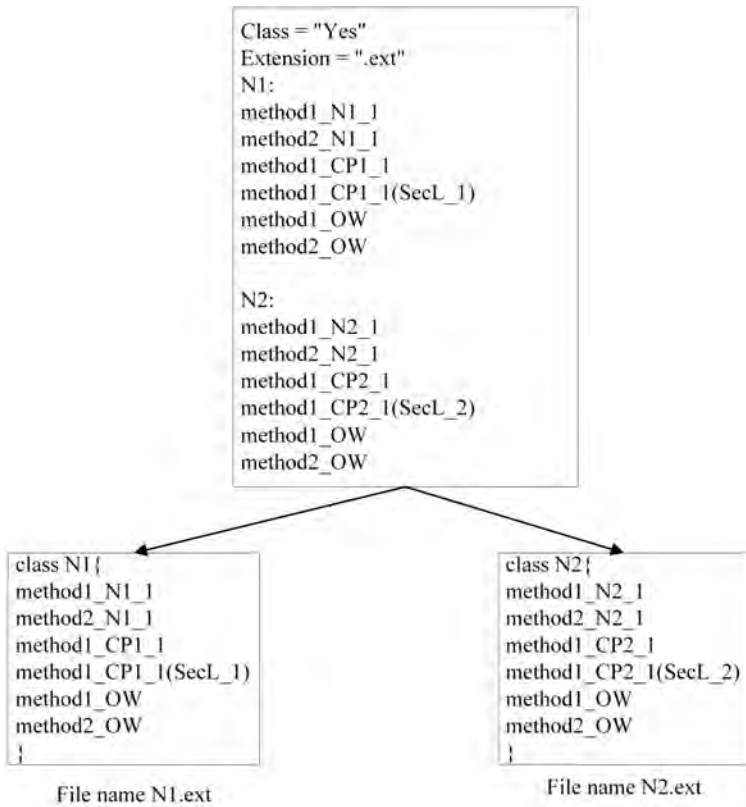 Class = "Yes"
Extension = ".ext"
N1:
method1_N1_1
method2_N1_1
method1_CP1_1
method1_CP1_1(SecL_1)
method1_OW
method2_OW
N2:
method1_N2_1
method2_N2_1
method1_CP2_1
method1_CP2_1(SecL_2)
method1_OW
method2_OW
class N1{
method1_N1_1
method2_N1_1
method1_CP1_1
method1_CP1_1(SecL_1)
method1_OW
method2_OW
}
File name N1.ext
class N2{
method1_N2_1
method2_N2_1
method1_CP2_1
method1_CP2_1(SecL_2)
method1_OW
method2_OW
}
File name N2.ext